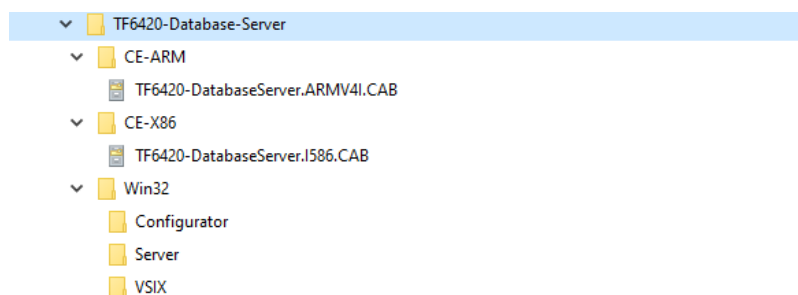 TF6420-Database-Server
CE-ARM
TF6420-DatabaseServer.ARMV4I.CAB
CE-X86
TF6420-DatabaseServer.I586.CAB
Win32
Configurator
Server
VSIX